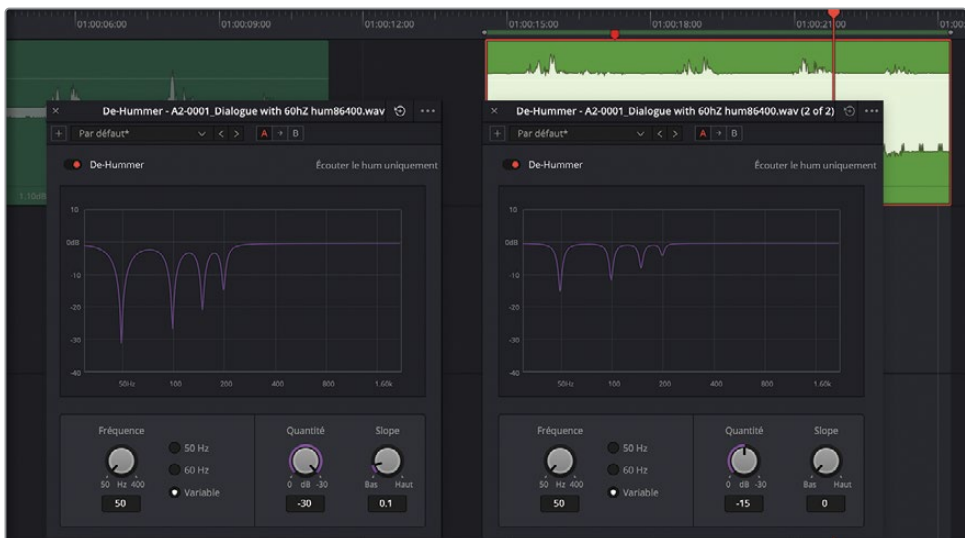 01:00:06:00 01:00:09:00 01:00:12:00 01:00:15:00 01:00:18:00 01:00:21:00
De-Hummer - A2-0001_Dialogue with 60hZ hum86400.wav
Par défaut* A B
De-Hummer Écouter le hum uniquement
1,10dB
10
0dB
-10
-20
-30
-40
50Hz 100 200 400 800 1.60k
Fréquence
50 Hz 400
50
50 Hz
60 Hz
Variable
Quantité
0 dB -30
-30
Slope
Bas Haut
0.1
De-Hummer - A2-0001_Dialogue with 60hZ hum86400.wav (2 of 2)
Par défaut* A B
De-Hummer Écouter le hum uniquement
10
0dB
-10
-20
-30
-40
50Hz 100 200 400 800 1.60k
Fréquence
50 Hz 400
50
50 Hz
60 Hz
Variable
Quantité
0 dB -30
-15
Slope
Bas Haut
0